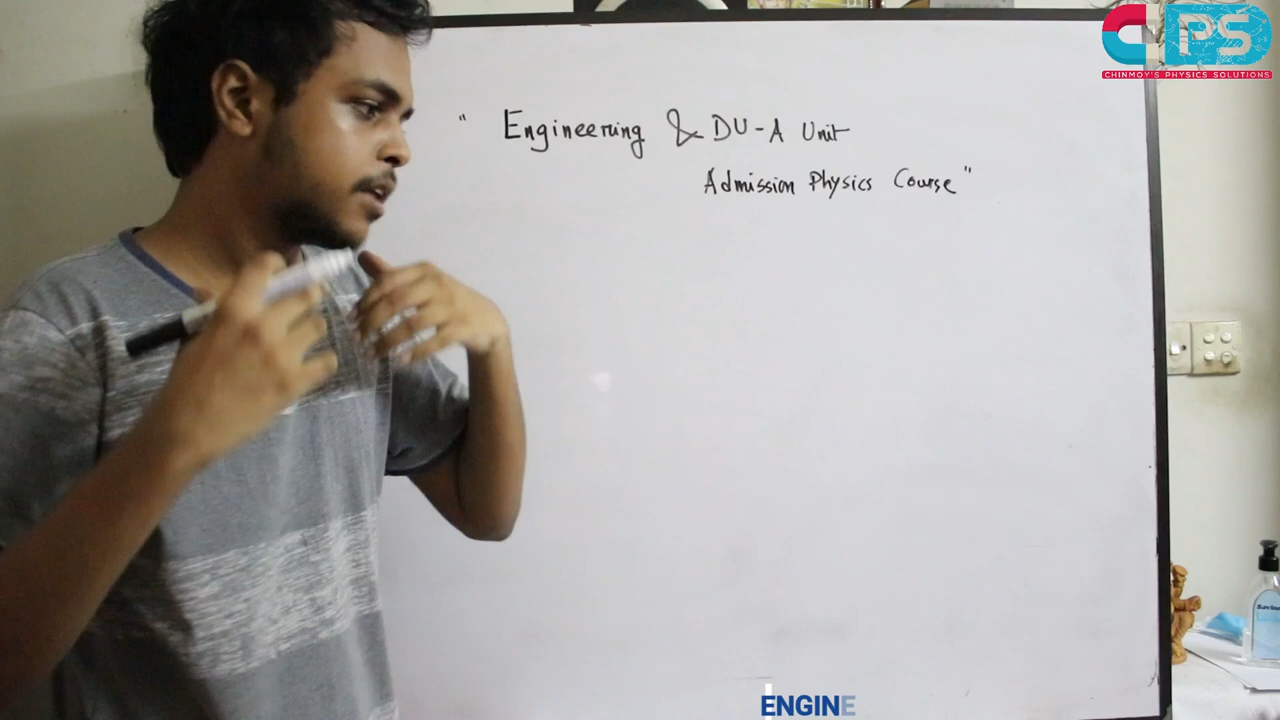 CPS
CHINMOY'S PHYSICS SOLUTIONS
" Engineering & DU-A Unit
Admission Physics Course"
ENGINE